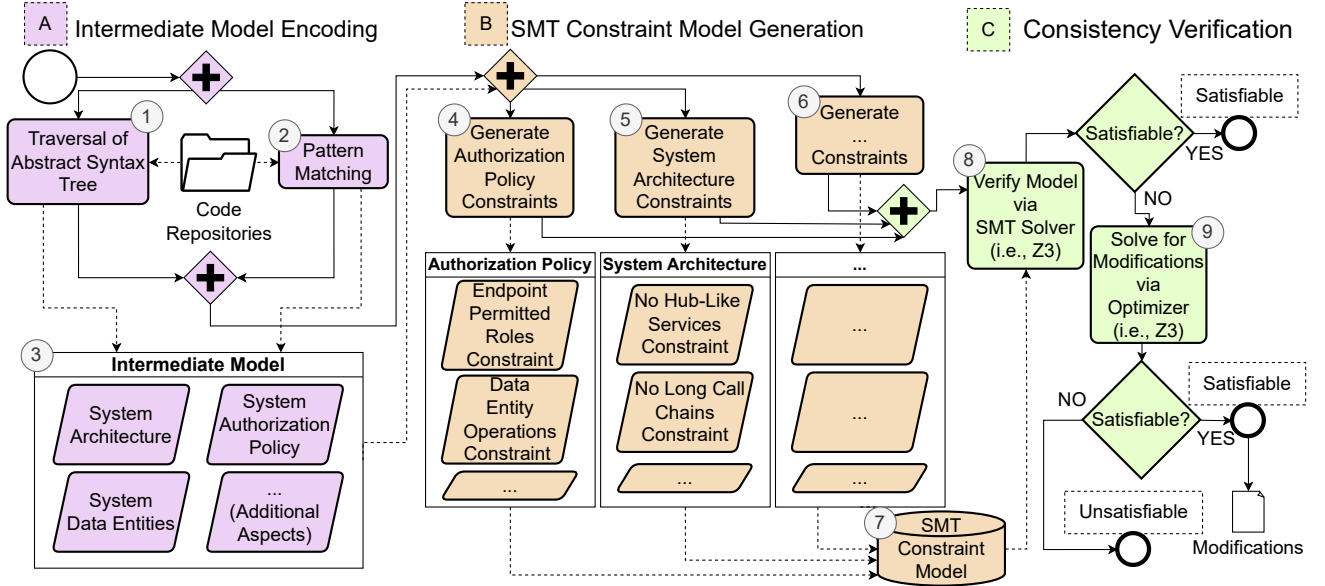 A
Intermediate Model Encoding
1
Traversal of
Abstract Syntax
Tree
2
Pattern
Matching
Code
Repositories
3
Intermediate Model
System
Architecture
System
Authorization
Policy
System
Data Entities
...
(Additional
Aspects)
B
SMT Constraint Model Generation
4
Generate
Authorization
Policy
Constraints
5
Generate
System
Architecture
Constraints
6
Generate
...
Constraints
Authorization Policy
Endpoint
Permitted
Roles
Constraint
Data
Entity
Operations
Constraint
...
System Architecture
No Hub-Like
Services
Constraint
No Long Call
Chains
Constraint
...
...
...
...
...
7
SMT
Constraint
Model
C
Consistency Verification
8
Verify Model
via
SMT Solver
(i.e., Z3)
Satisfiable?
YES
Satisfiable
NO
9
Solve for
Modifications
via
Optimizer
(i.e., Z3)
Satisfiable?
YES
Satisfiable
NO
Unsatisfiable
Modifications